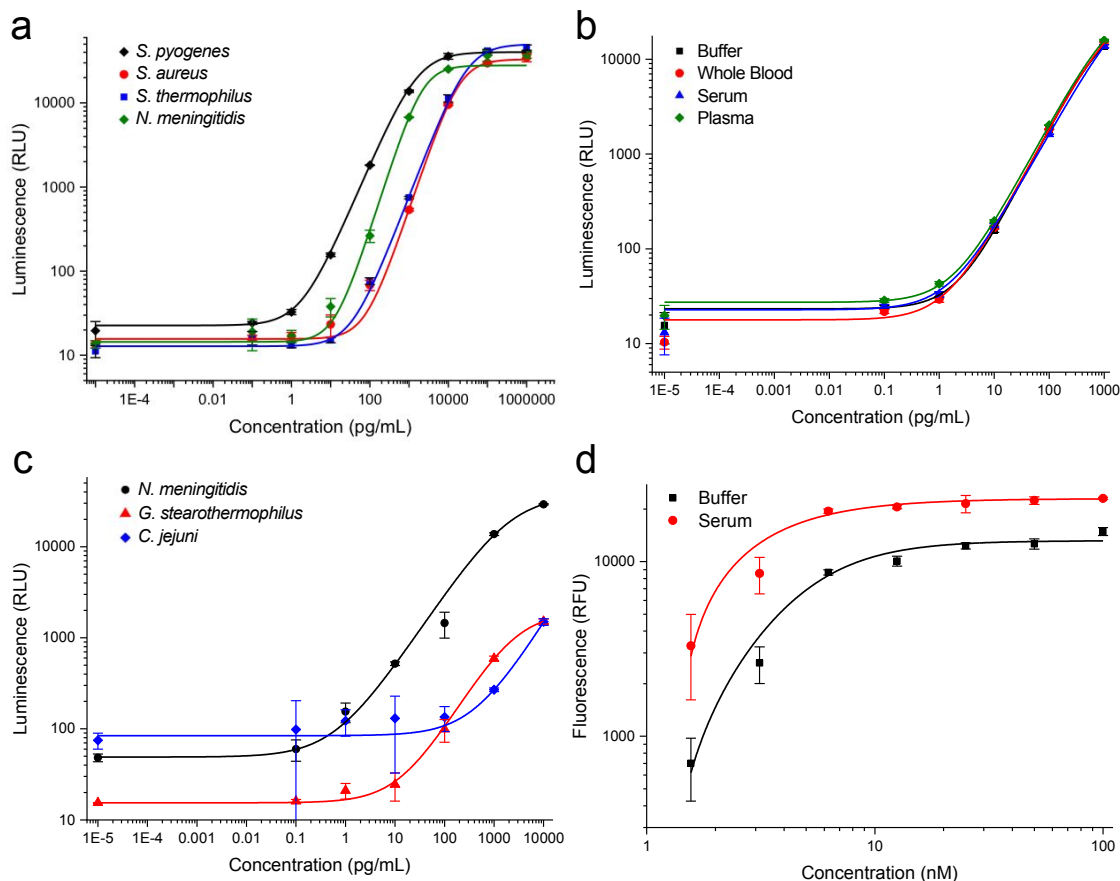 a
S. pyogenes
S. aureus
S. thermophilus
N. meningitidis
Luminescence (RLU)
10000
1000
100
10
1E-4 0.01 1 100 10000 1000000
Concentration (pg/mL)
b
Buffer
Whole Blood
Serum
Plasma
Luminescence (RLU)
10000
1000
100
10
1E-5 1E-4 0.001 0.01 0.1 1 10 100 1000
Concentration (pg/mL)
c
N. meningitidis
G. stearothermophilus
C. jejuni
Luminescence (RLU)
10000
1000
100
10
1E-5 1E-4 0.001 0.01 0.1 1 10 100 1000 10000
Concentration (pg/mL)
d
Buffer
Serum
Fluorescence (RFU)
10000
1000
1 10 100
Concentration (nM)